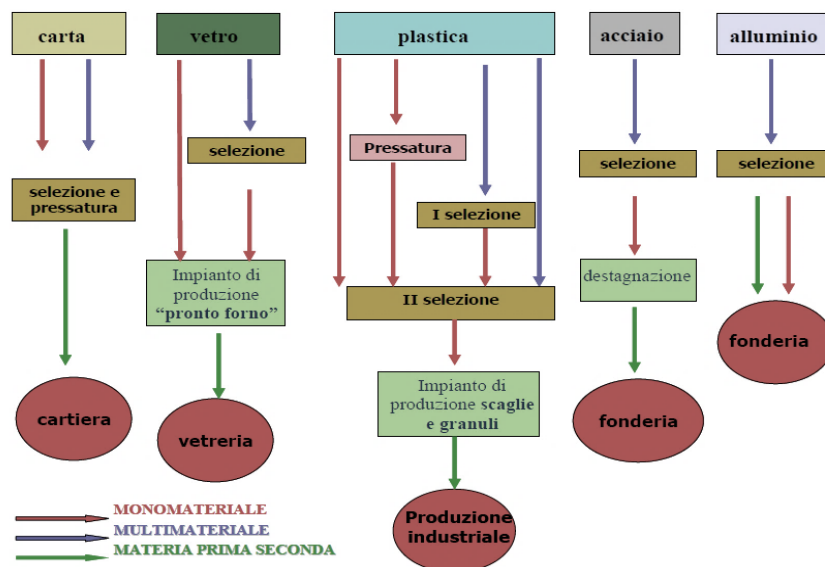 carta
vetro
plastica
acciaio
alluminio
selezione
Pressatura
selezione
selezione
selezione e
pressatura
I selezione
Impianto di
produzione
“pronto forno”
destagnazione
II selezione
fonderia
Impianto di
produzione scaglie
e granuli
cartiera
vetreria
fonderia
MONOMATERIALE
MULTIMATERIALE
MATERIA PRIMA SECONDA
Produzione
industriale